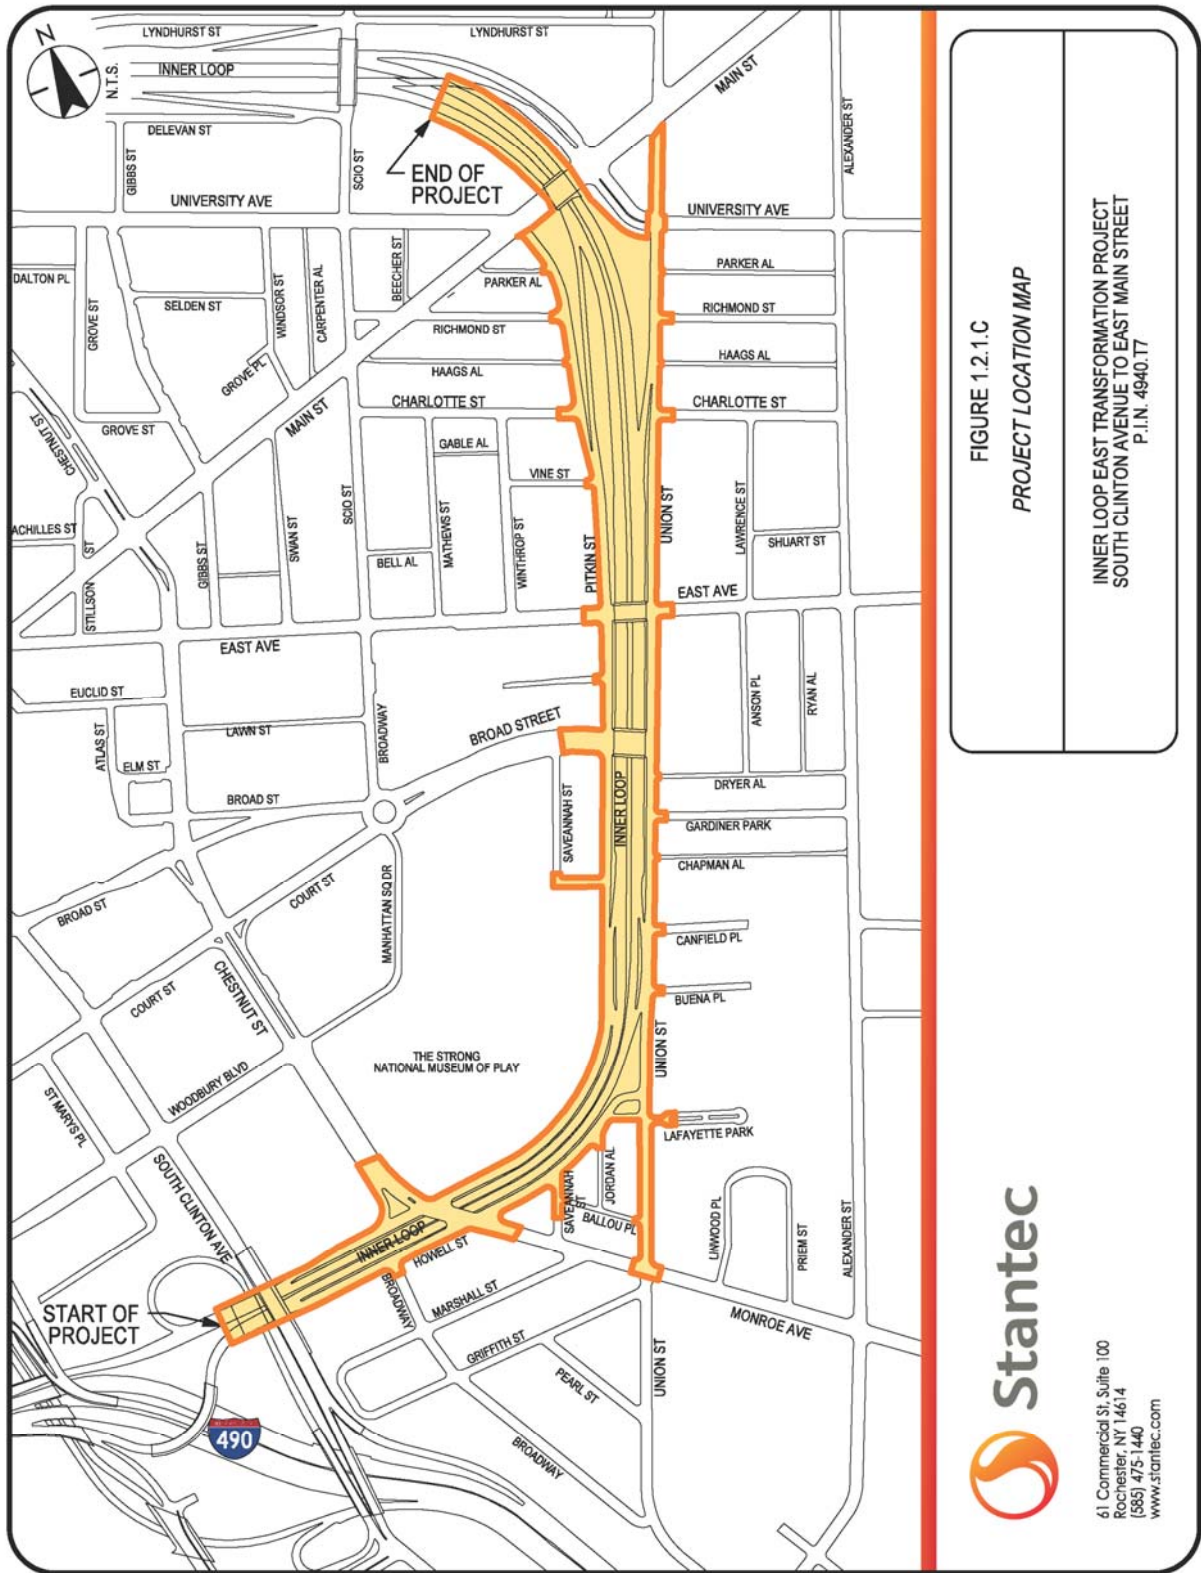 N
N.T.S.
LYNDHURST ST
LYNDHURST ST
INNER LOOP
MAIN ST
DELEVAN ST
GIBBS ST
SCIO ST
ALEXANDER ST
END OF
PROJECT
UNIVERSITY AVE
UNIVERSITY AVE
DALTON PL
GROVE ST
SELDEN ST
WINDSOR ST
CARPENTER AL
BEECHER ST
PARKER AL
PARKER AL
RICHMOND ST
RICHMOND ST
HAAGS AL
HAAGS AL
GROVE PL
MAIN ST
CHARLOTTE ST
CHARLOTTE ST
CHESTNUT ST
GROVE ST
GABLE AL
VINE ST
ACHILLES ST
STILLSON
ST
GIBBS ST
SWAN ST
SCIO ST
BELL AL
MATHEWS ST
WINTHROP ST
PITKIN ST
UNION ST
LAWRENCE ST
SHUART ST
EAST AVE
EAST AVE
EUCLID ST
ATLAS ST
ELM ST
LAWN ST
BROADWAY
BROAD STREET
ANSON PL
RYAN AL
BROAD ST
SAVEANNAH ST
INNER LOOP
DRYER AL
GARDINER PARK
CHAPMAN AL
BROAD ST
COURT ST
MANHATTAN SQ DR
CANFIELD PL
COURT ST
CHESTNUT ST
BUENA PL
THE STRONG
NATIONAL MUSEUM OF PLAY
UNION ST
ST MARYS PL
WOODBURY BLVD
LAFAYETTE PARK
SOUTH CLINTON AVE
SAVEANNAH
ST
JORDAN AL
BALLOU PL
LINWOOD PL
PRIEM ST
ALEXANDER ST
INNER LOOP
HOWELL ST
START OF
PROJECT
BROADWAY
MARSHALL ST
MONROE AVE
GRIFFITH ST
PEARL ST
UNION ST
BROADWAY
490
FIGURE 1.2.1.C
PROJECT LOCATION MAP
INNER LOOP EAST TRANSFORMATION PROJECT
SOUTH CLINTON AVENUE TO EAST MAIN STREET
P.I.N. 4940.T7
Stantec
61 Commercial St, Suite 100
Rochester, NY 14614
(585) 475-1440
www.stantec.com